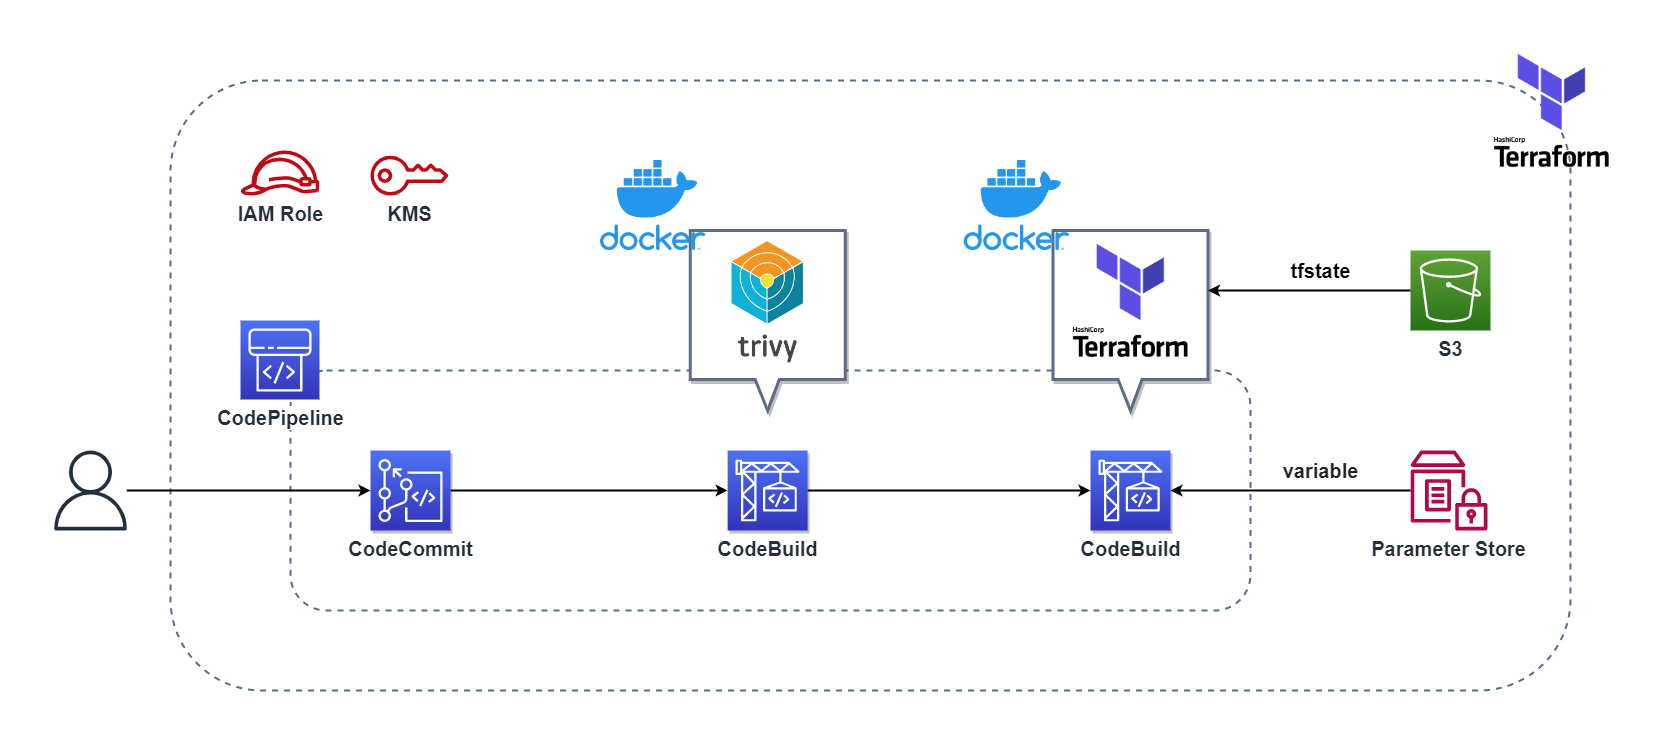 HashiCorp
Terraform
IAM Role
KMS
docker
docker
trivy
HashiCorp
Terraform
tfstate
S3
CodePipeline
variable
CodeCommit
CodeBuild
CodeBuild
Parameter Store